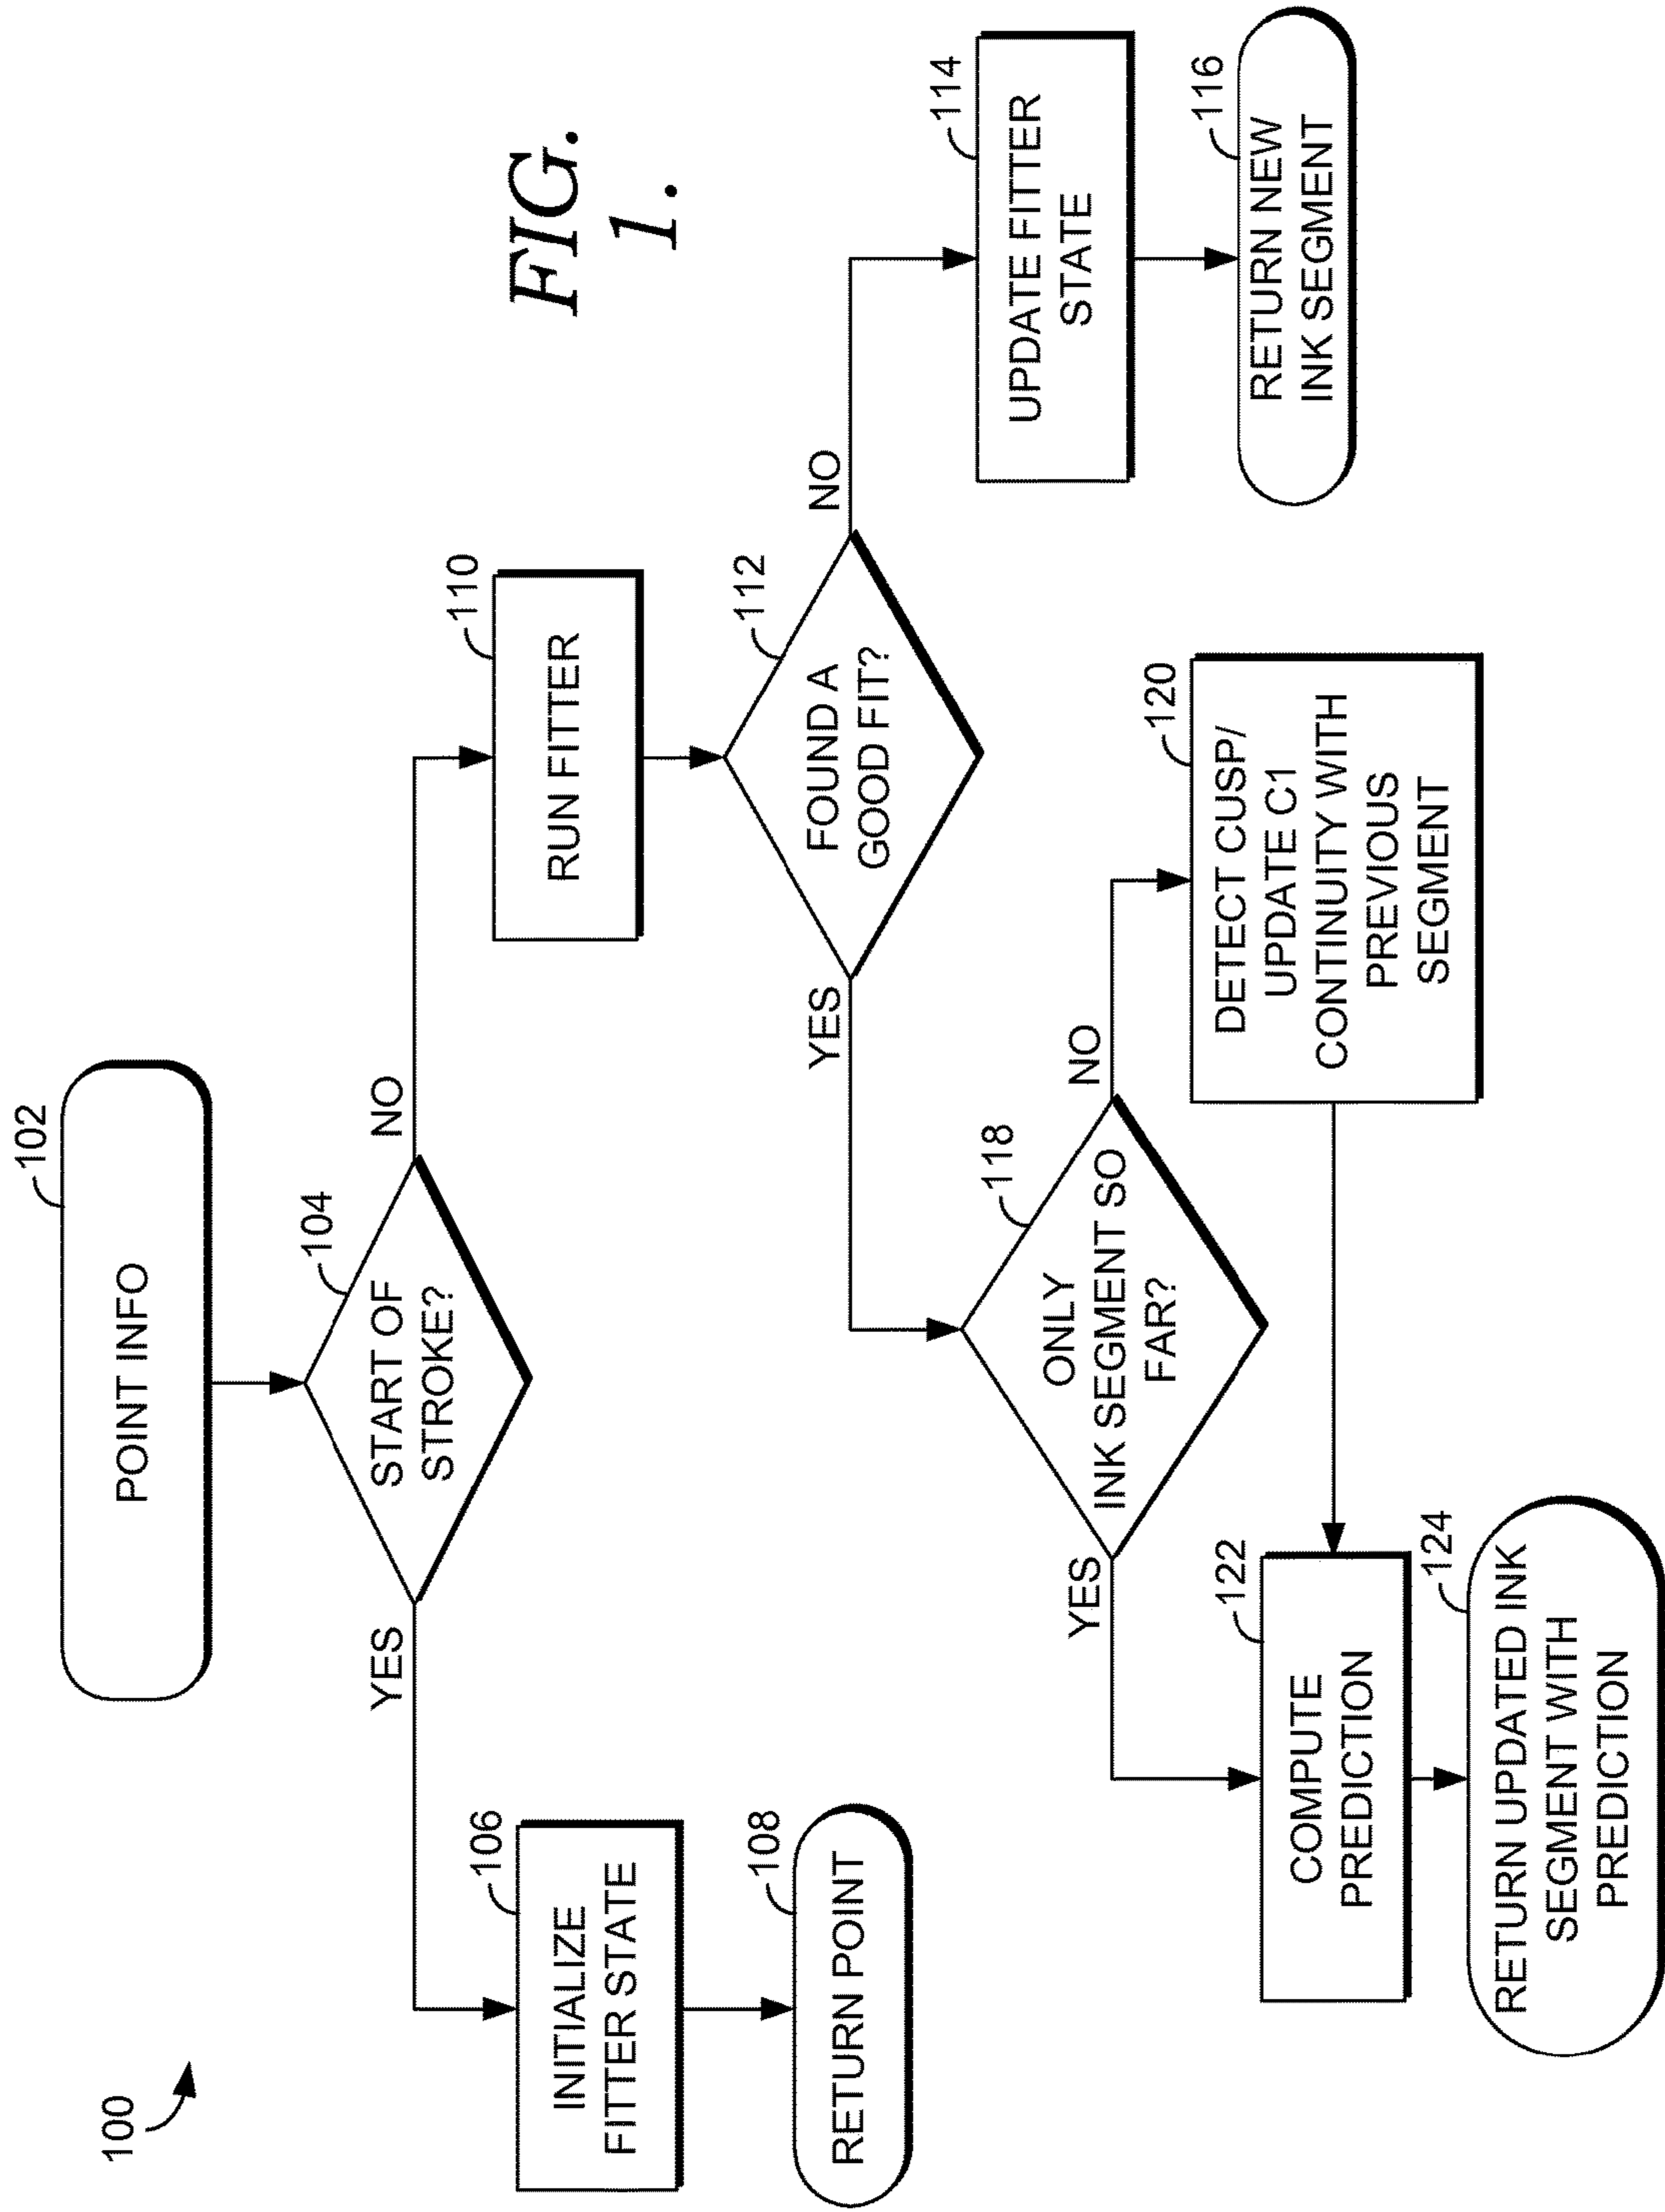 100
102
POINT INFO
104
START OF
STROKE?
YES
NO
106
INITIALIZE
FITTER STATE
108
RETURN POINT
110
RUN FITTER
112
FOUND A
GOOD FIT?
YES
NO
114
UPDATE FITTER
STATE
116
RETURN NEW
INK SEGMENT
118
ONLY
INK SEGMENT SO
FAR?
YES
NO
120
DETECT CUSP/
UPDATE C1
CONTINUITY WITH
PREVIOUS
SEGMENT
122
COMPUTE
PREDICTION
124
RETURN UPDATED INK
SEGMENT WITH
PREDICTION
FIG.
1.